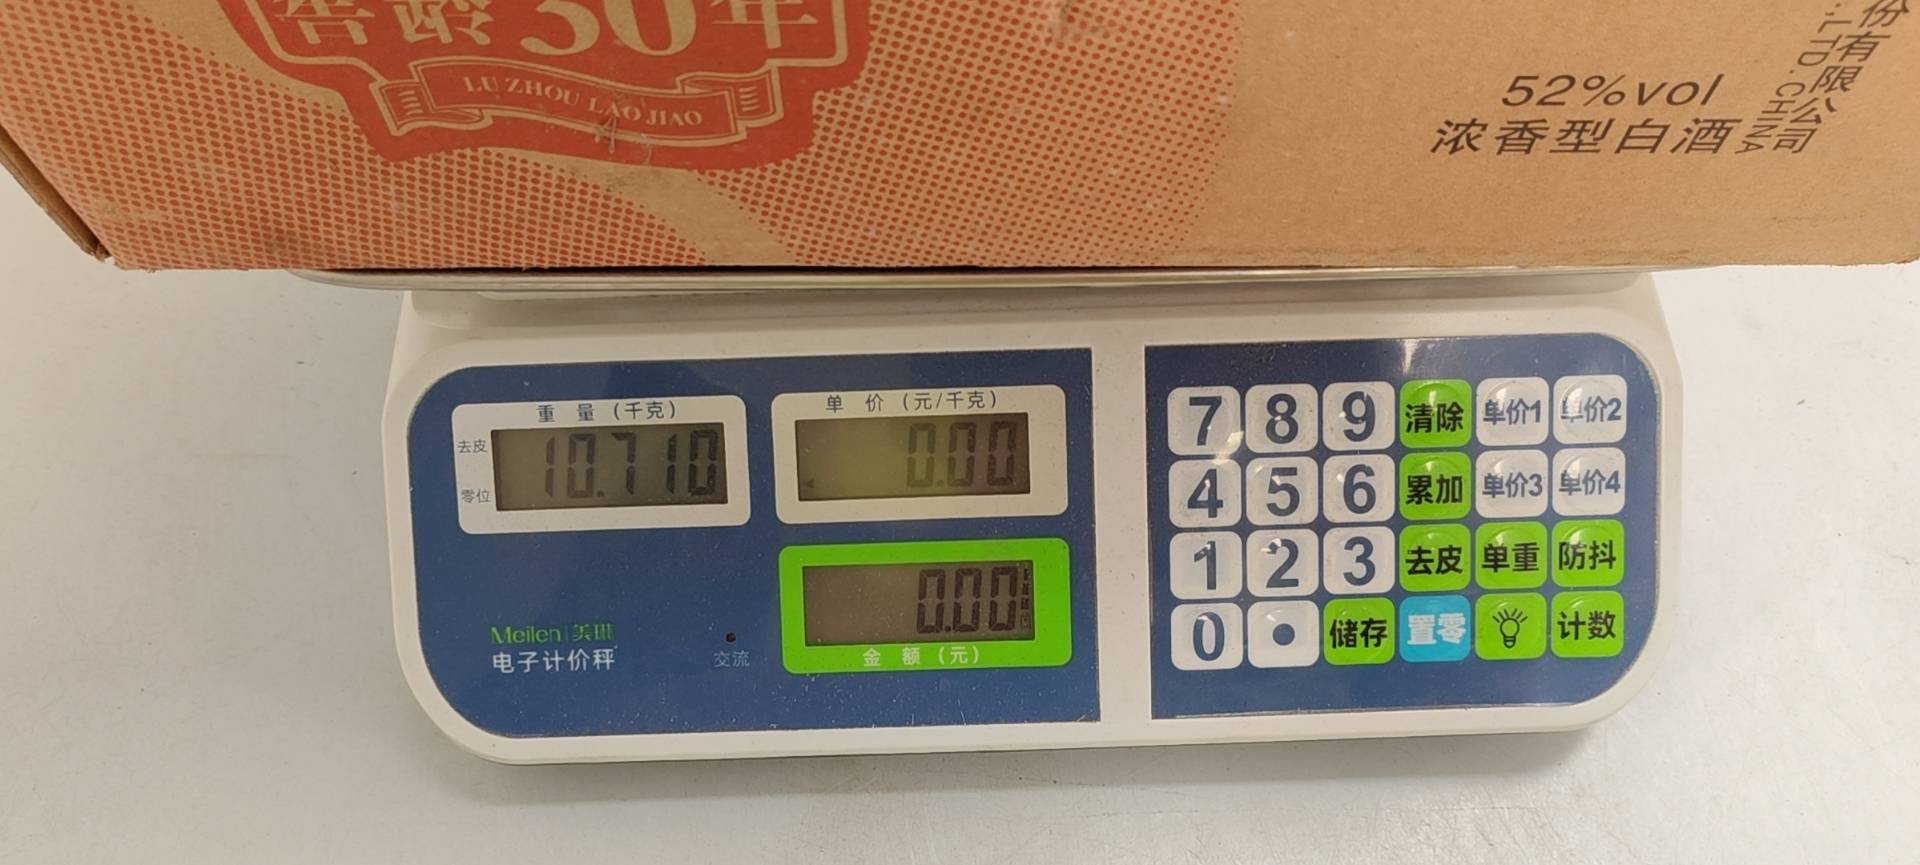 窖龄30年
LU ZHOU LAO JIAO
52%vol
浓香型白酒
份有限公司
.LTD.CHINA
重 量 (千克)
去皮
零位
10.710
单 价 (元/千克)
0.00
0.00
金 额 (元)
Meilen|美琳
电子计价秤
交流
7 8 9 清除 单价1 单价2
4 5 6 累加 单价3 单价4
1 2 3 去皮 单重 防抖
0 • 储存 置零 计数